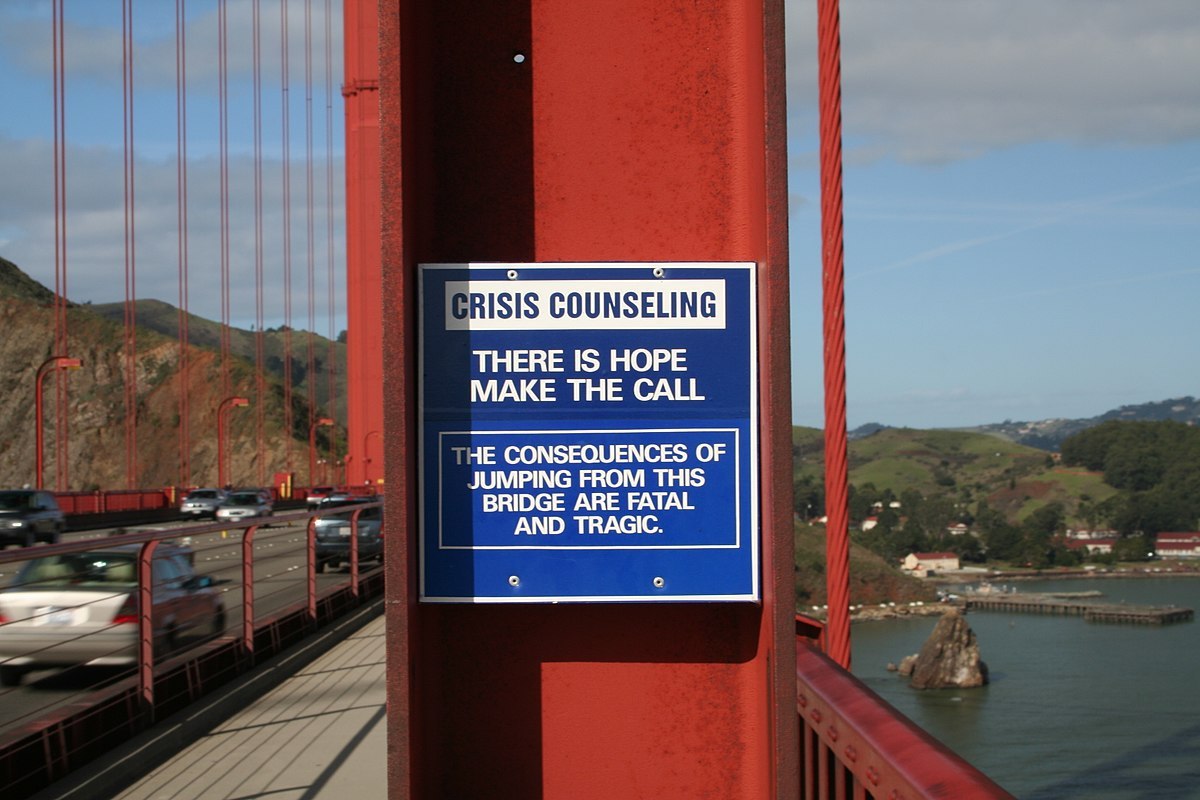 CRISIS COUNSELING
THERE IS HOPE
MAKE THE CALL
THE CONSEQUENCES OF
JUMPING FROM THIS
BRIDGE ARE FATAL
AND TRAGIC.